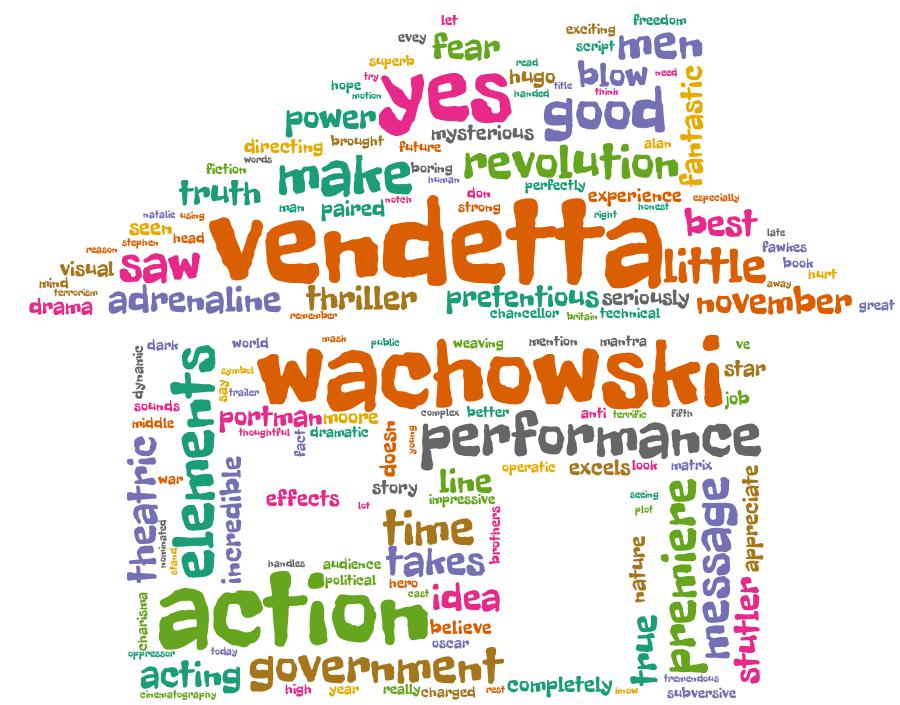 let
freedom
evey
fear
exciting
script
men
superb
read
hope
try
motion
yes
hugo
title
handed
blow
need
think
fantastic
power
mysterious
good
directing
brought
future
alan
words
fiction
truth
make
boring
human
revolution
perfectly
man
paired
notch
don
strong
experience
especially
right
honest
natalie
using
seen
reason
stephen
head
vendetta
best
late
fawkes
visual
saw
little
book
hurt
mind
terrorism
away
drama
adrenaline
thriller
remember
pretentious
seriously
chancellor
britain
technical
november
great
dynamic
dark
world
mask
public
weaving
mention
mantra
ve
elements
symbol
say
trailer
wachowski
star
job
sounds
middle
portman
moore
complex
better
anti
terrific
fifth
thoughtful
fact
dramatic
doesn
young
performance
theatric
war
incredible
operatic
excels
look
matrix
story
line
impressive
effects
lot
seeing
plot
premiere
message
appreciate
nominated
stand
time
takes
brothers
nature
handles
audience
political
hero
cast
idea
charisma
action
believe
oscar
true
stutler
oppressor
today
acting
government
cinematography
high
year
really
charged
rest
completely
know
tremendous
subversive